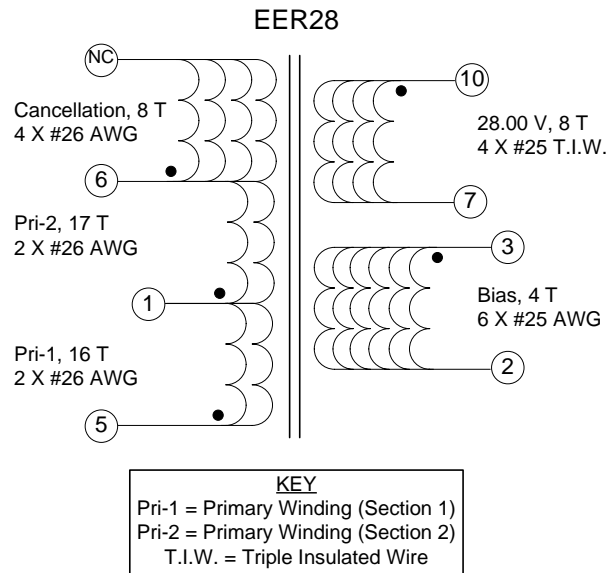 EER28
NC
Cancellation, 8 T
4 X #26 AWG
6
Pri-2, 17 T
2 X #26 AWG
1
Pri-1, 16 T
2 X #26 AWG
5
10
28.00 V, 8 T
4 X #25 T.I.W.
7
3
Bias, 4 T
6 X #25 AWG
2
KEY
Pri-1 = Primary Winding (Section 1)
Pri-2 = Primary Winding (Section 2)
T.I.W. = Triple Insulated Wire